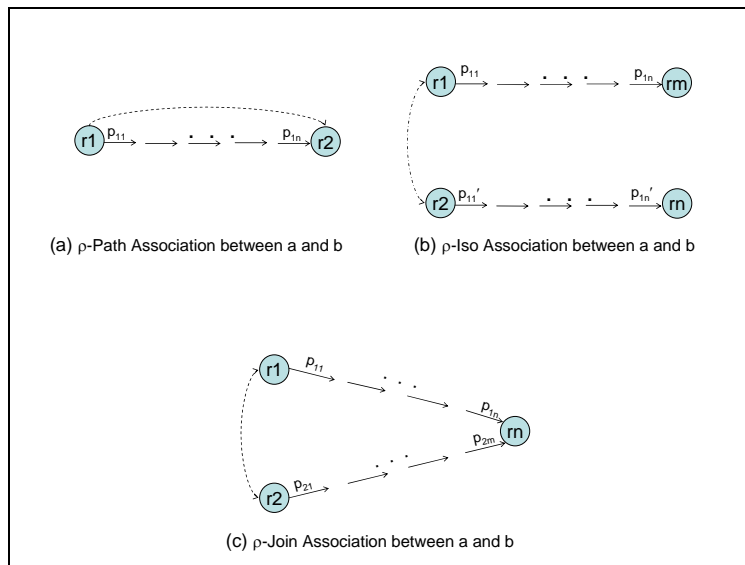 r1 p₁₁ . . . p₁ₙ r2
(a) ρ-Path Association between a and b
r1 p₁₁ . . . p₁ₙ rm
r2 p₁₁′ . . . p₁ₙ′ rn
(b) ρ-Iso Association between a and b
r1 p₁₁ . . . p₁ₙ
rn
r2 p₂₁ . . . p₂ₘ
(c) ρ-Join Association between a and b